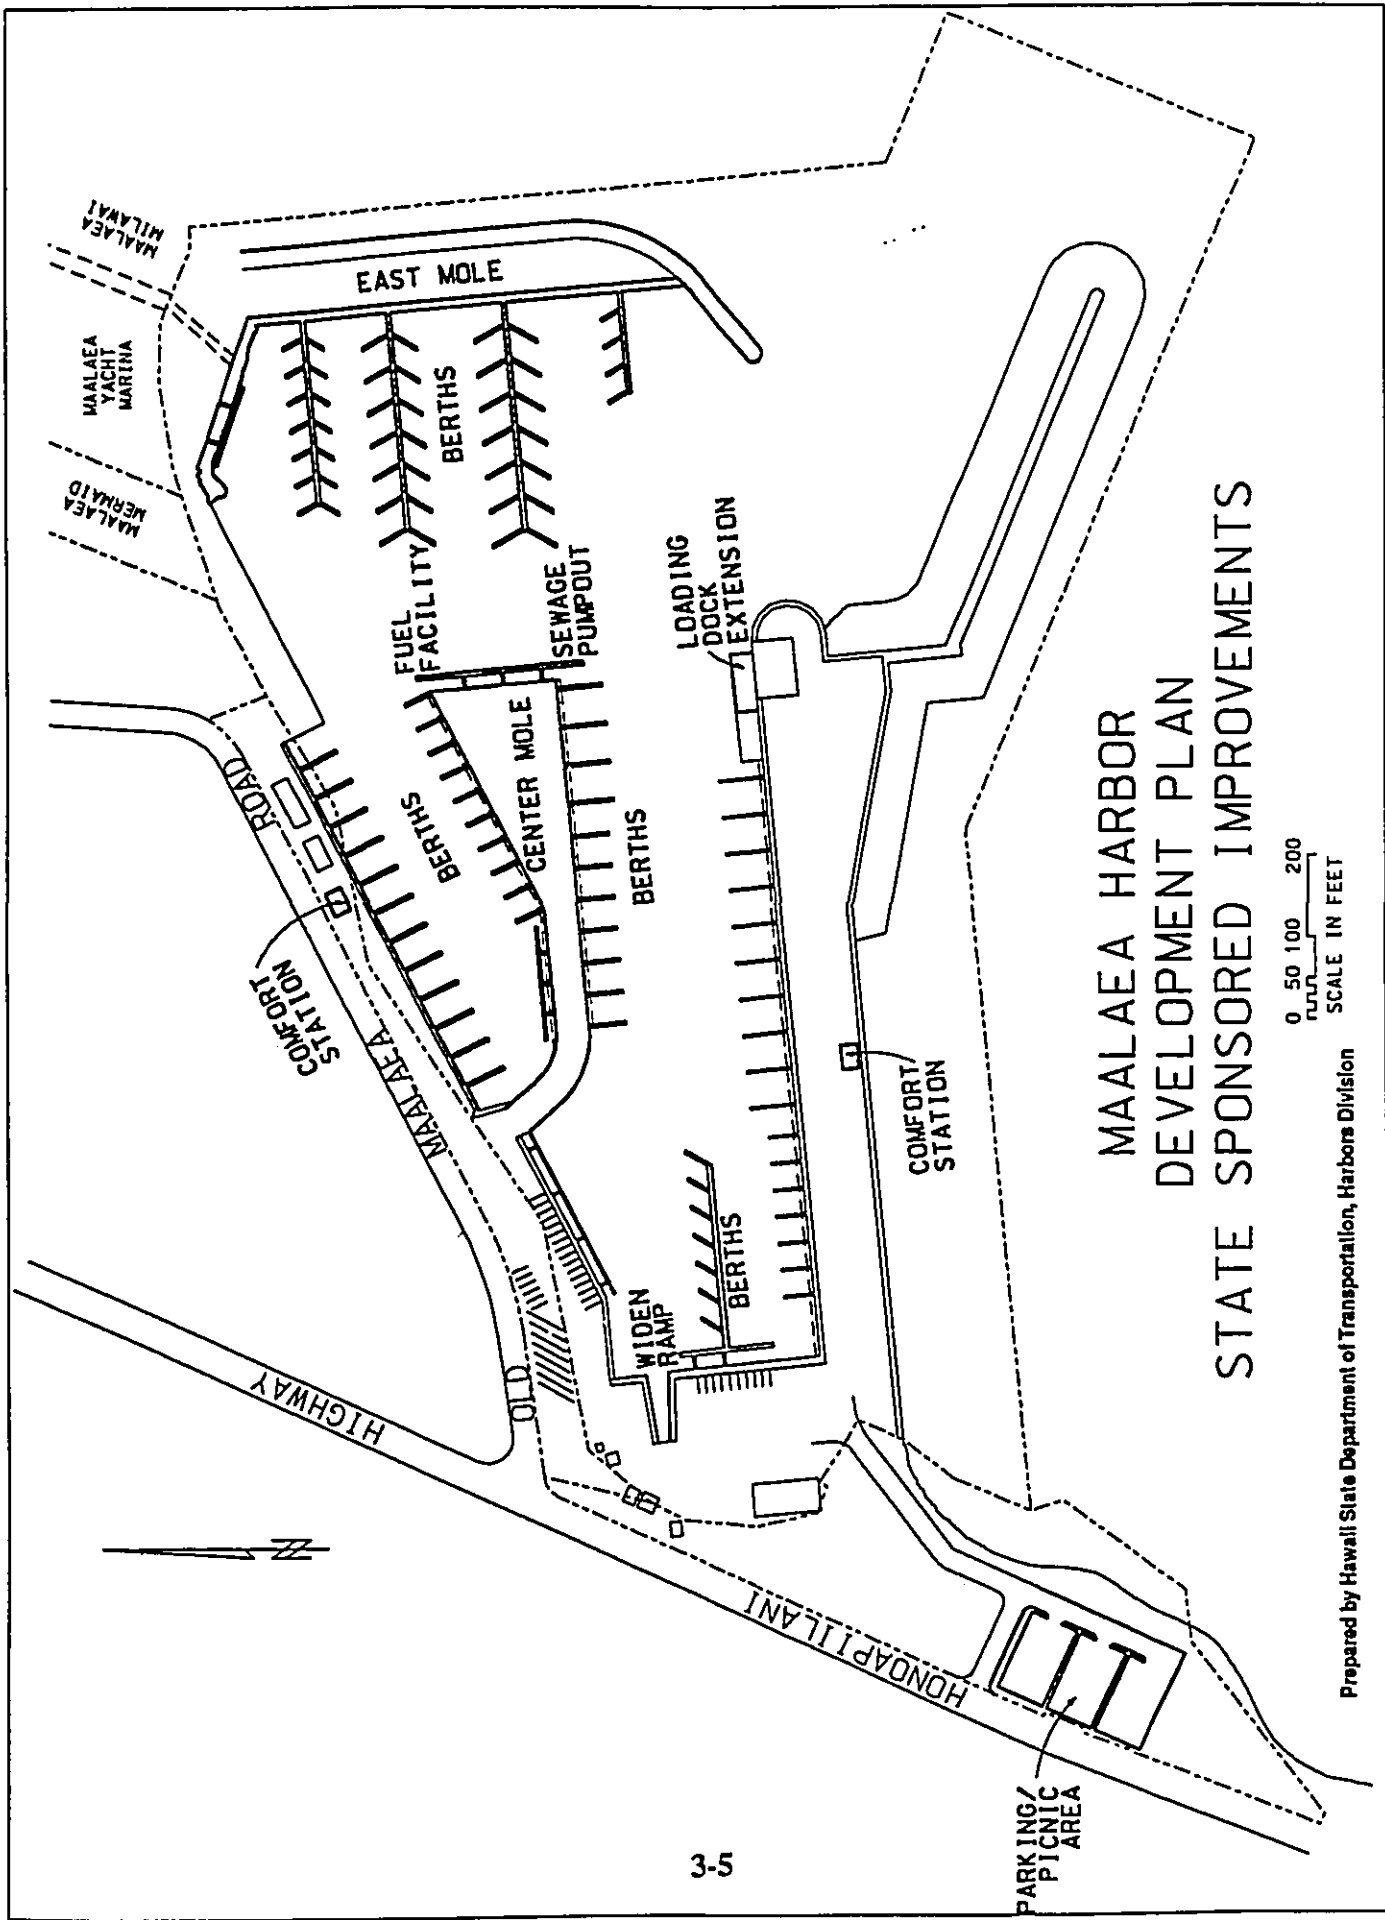 MAALAEA
MILAWAI
MAALAEA
YACHT
MARINA
MAALAEA
MERMAID
EAST MOLE
BERTHS
FUEL
FACILITY
SEWAGE
PUMPOUT
LOADING
DOCK
EXTENSION
CENTER MOLE
BERTHS
BERTHS
BERTHS
COMFORT
STATION
COMFORT
STATION
WIDEN
RAMP
OLD MAALAEA ROAD
HONOAPIILANI HIGHWAY
N
PARKING/
PICNIC
AREA
MAALAEA HARBOR
DEVELOPMENT PLAN
STATE SPONSORED IMPROVEMENTS
0 50 100 200
SCALE IN FEET
Prepared by Hawaii State Department of Transportation, Harbors Division
3-5